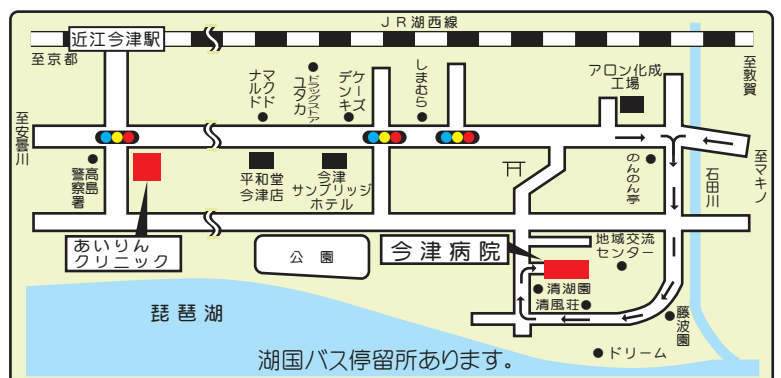 JR湖西線
近江今津駅
至京都
至敦賀
マクド
ナルド
ドラッグストア
ユタカ
ケーズ
デンキ
しまむら
アロン化成
工場
至安曇川
至マキノ
高島
警察署
平和堂
今津店
今津
サンブリッジ
ホテル
のんのん亭
石田川
あいりん
クリニック
公園
今津病院
地域交流
センター
清湖園
清風荘
藤波園
琵琶湖
ドリーム
湖国バス停留所あります。